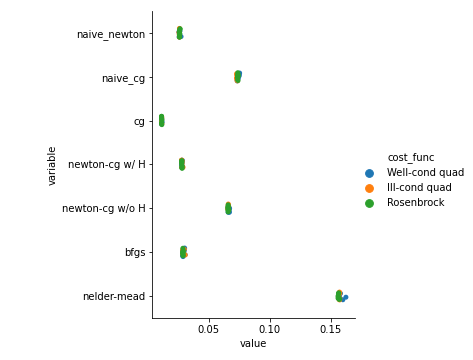 naive_newton
naive_cg
cg
newton-cg w/ H
newton-cg w/o H
bfgs
nelder-mead
variable
0.05 0.10 0.15
value
cost_func
Well-cond quad
Ill-cond quad
Rosenbrock